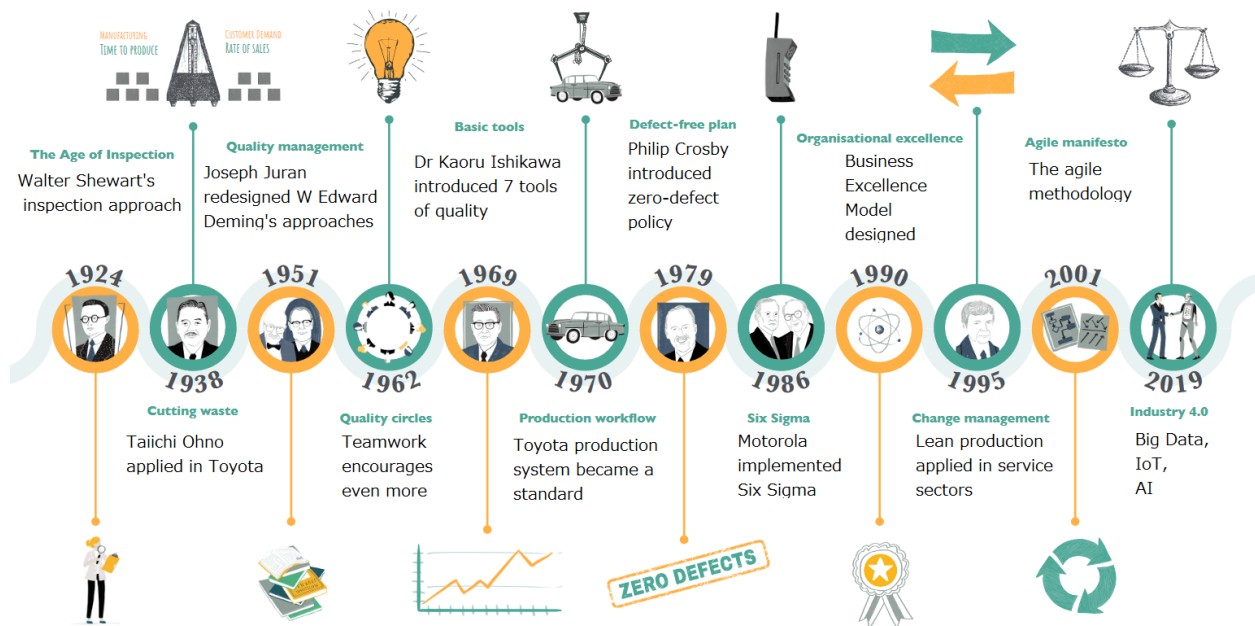 MANUFACTURING
TIME TO PRODUCE
CUSTOMER DEMAND
RATE OF SALES
The Age of Inspection
Walter Shewart's
inspection approach
Quality management
Joseph Juran
redesigned W Edward
Deming's approaches
Basic tools
Dr Kaoru Ishikawa
introduced 7 tools
of quality
Defect-free plan
Philip Crosby
introduced
zero-defect
policy
Organisational excellence
Business
Excellence
Model
designed
Agile manifesto
The agile
methodology
1924
1951
1969
1979
1990
2001
1938
1962
1970
1986
1995
2019
Cutting waste
Taiichi Ohno
applied in Toyota
Quality circles
Teamwork
encourages
even more
Production workflow
Toyota production
system became a
standard
Six Sigma
Motorola
implemented
Six Sigma
Change management
Lean production
applied in service
sectors
Industry 4.0
Big Data,
IoT,
AI
ZERO DEFECTS